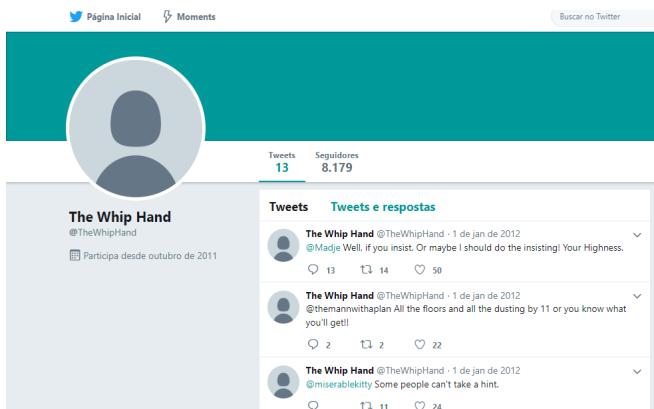 Página Inicial Moments Buscar no Twitter
Tweets Seguidores
13 8.179
The Whip Hand
@TheWhipHand
Participa desde outubro de 2011
Tweets Tweets e respostas
The Whip Hand @TheWhipHand · 1 de jan de 2012
@Madje Well, if you insist. Or maybe I should do the insisting! Your Highness.
13 14 50
The Whip Hand @TheWhipHand · 1 de jan de 2012
@themannwithaplan All the floors and all the dusting by 11 or you know what
you'll get!!
2 2 22
The Whip Hand @TheWhipHand · 1 de jan de 2012
@miserablekitty Some people can't take a hint.
11 24